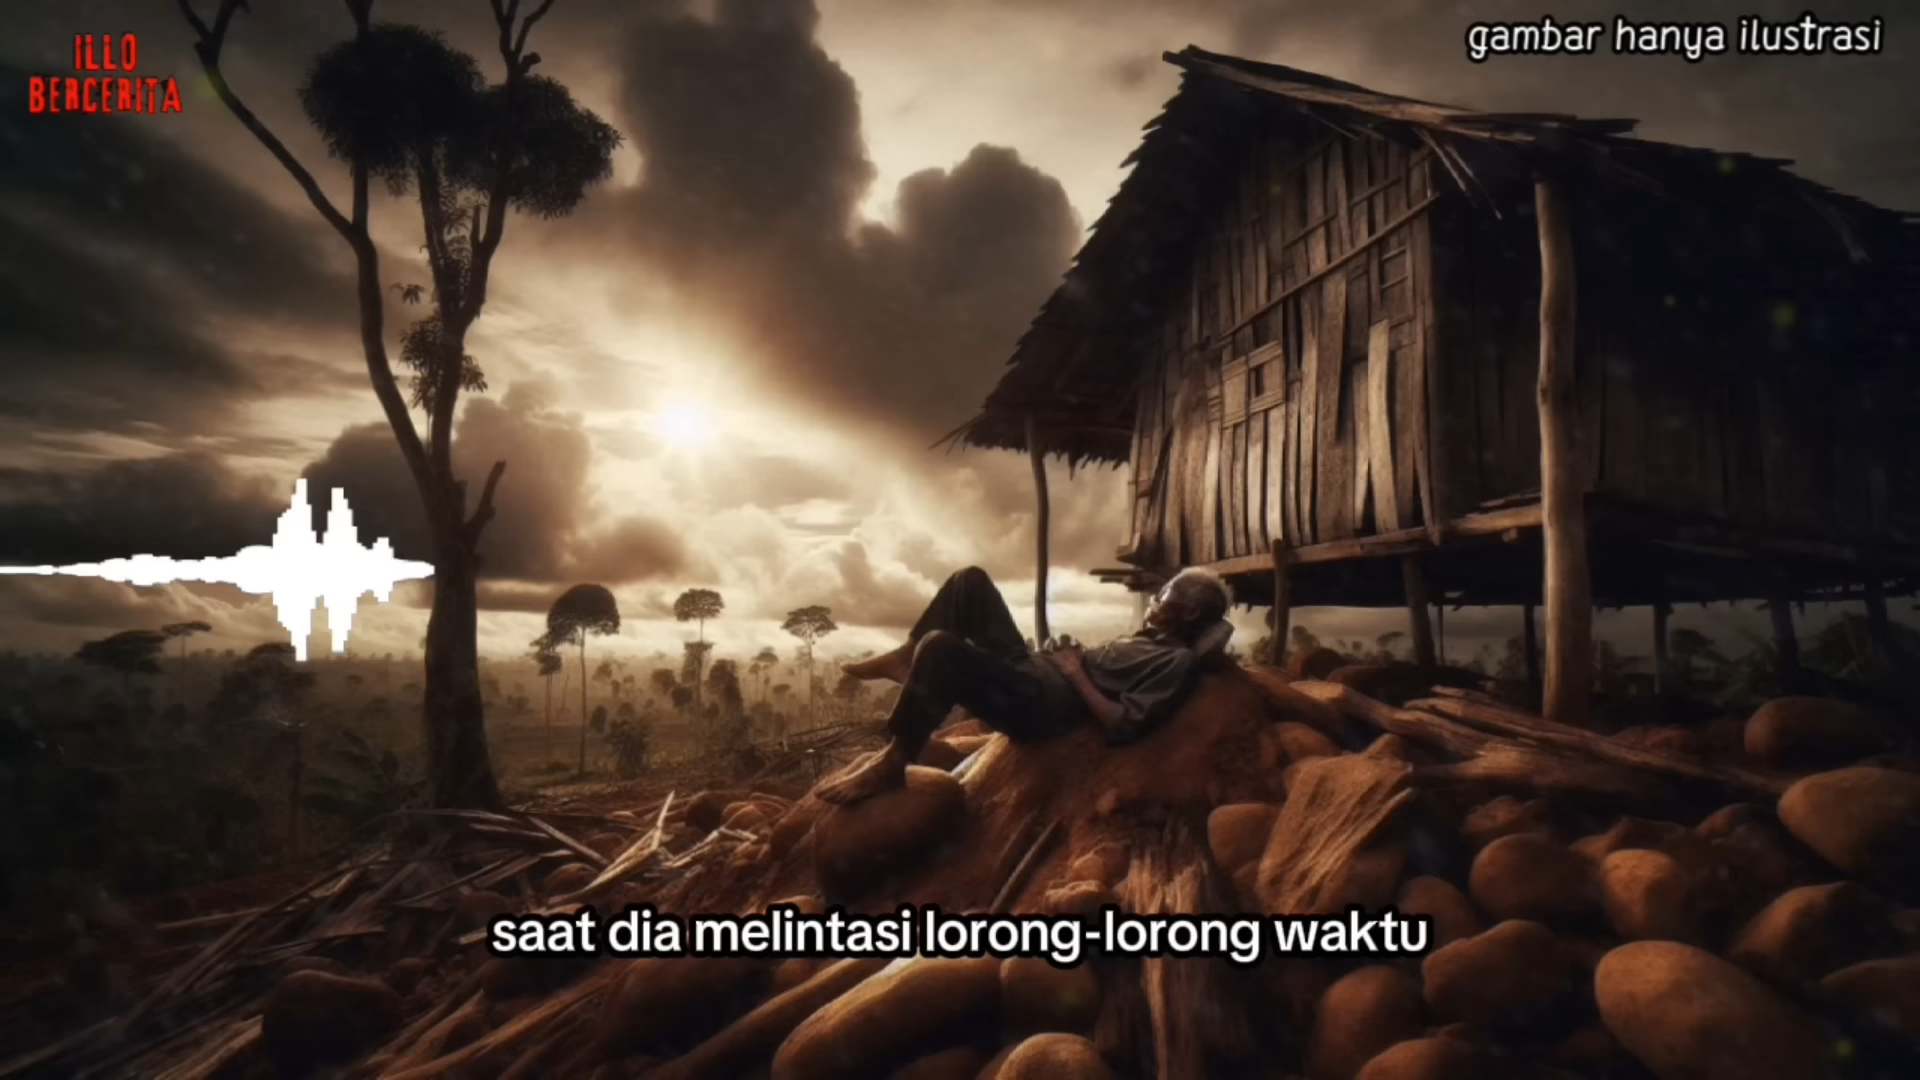 ILLO
BERCERITA
gambar hanya ilustrasi
saat dia melintasi lorong-lorong waktu